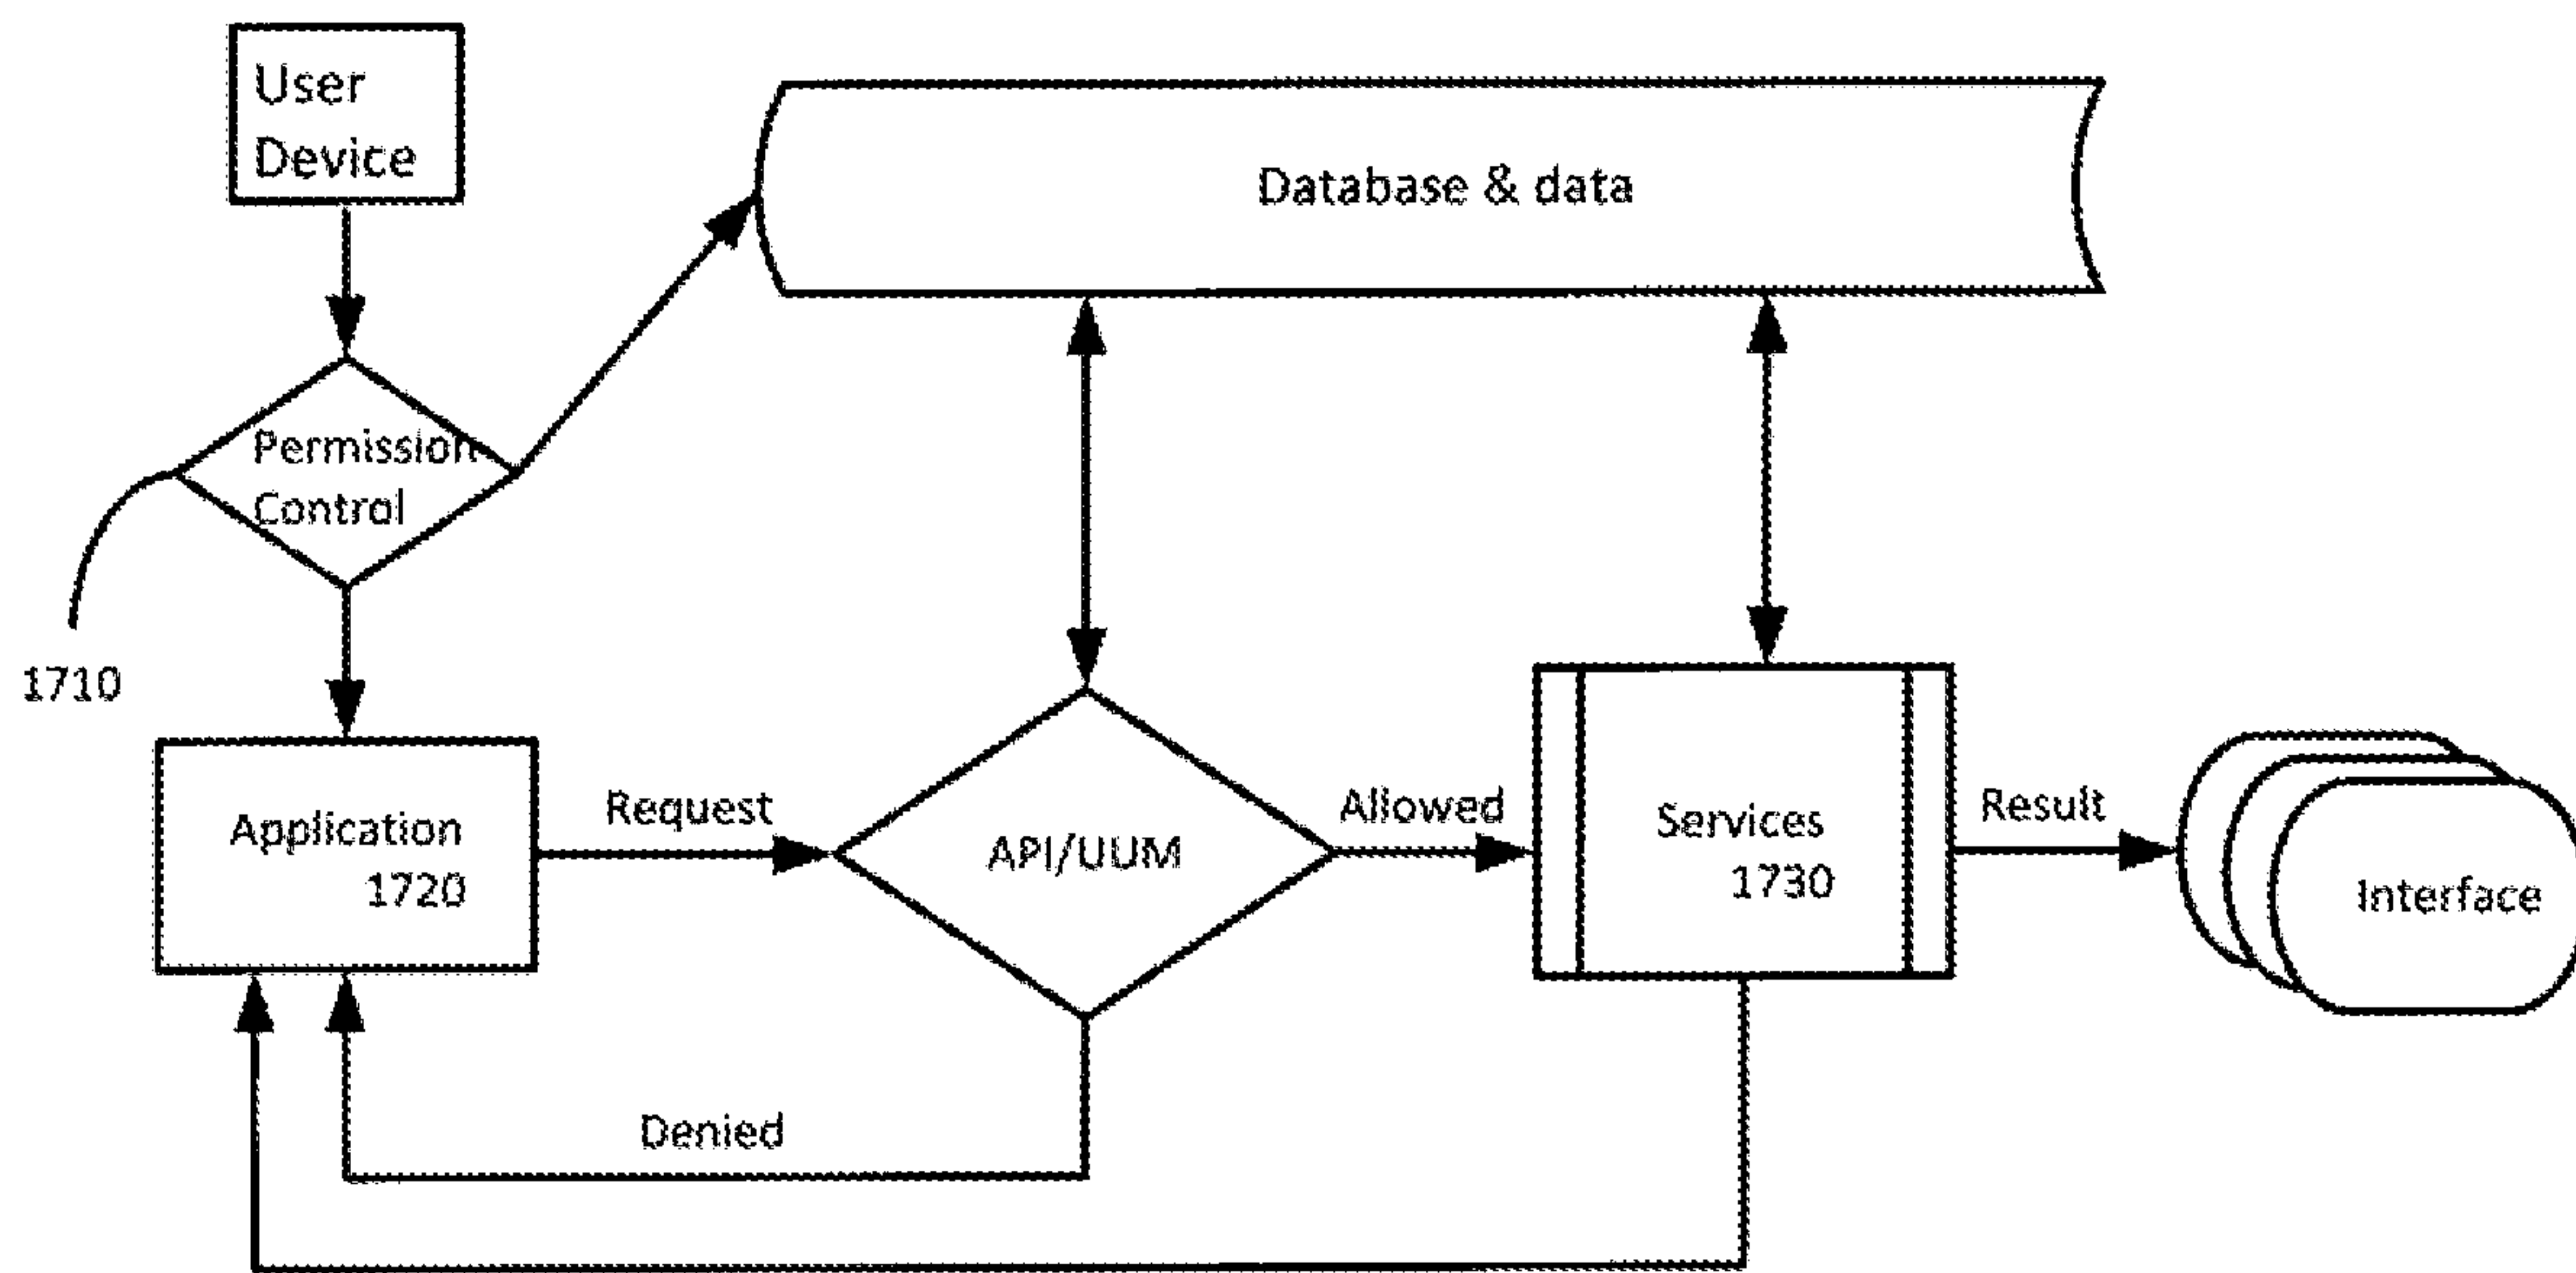 User
Device
Database & data
Permission
Control
1710
Application
1720
Request
API/UUM
Allowed
Services
1730
Result
Interface
Denied